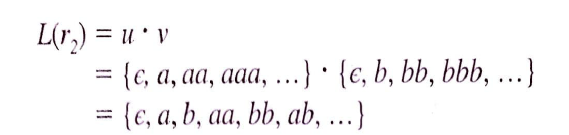 L(r₂) = u · v
= {ϵ, a, aa, aaa, ...} · {ϵ, b, bb, bbb, ...}
= {ϵ, a, b, aa, bb, ab, ...}